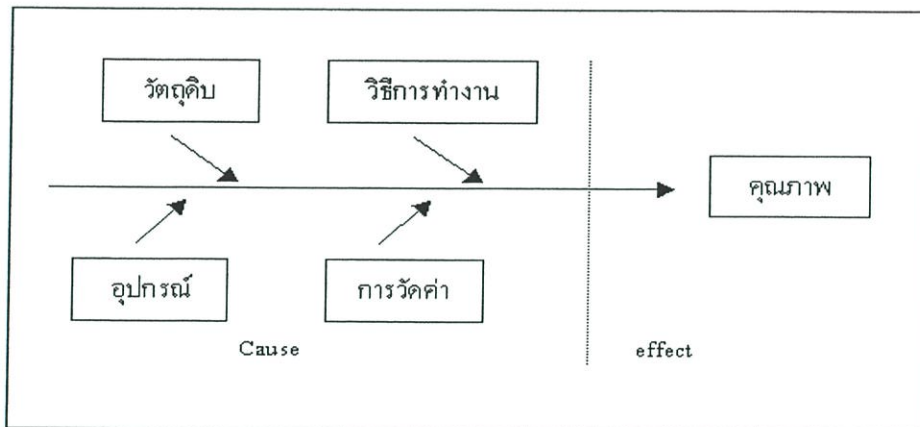 วัตถุดิบ
วิธีการทำงาน
คุณภาพ
อุปกรณ์
การวัดค่า
Cause
effect